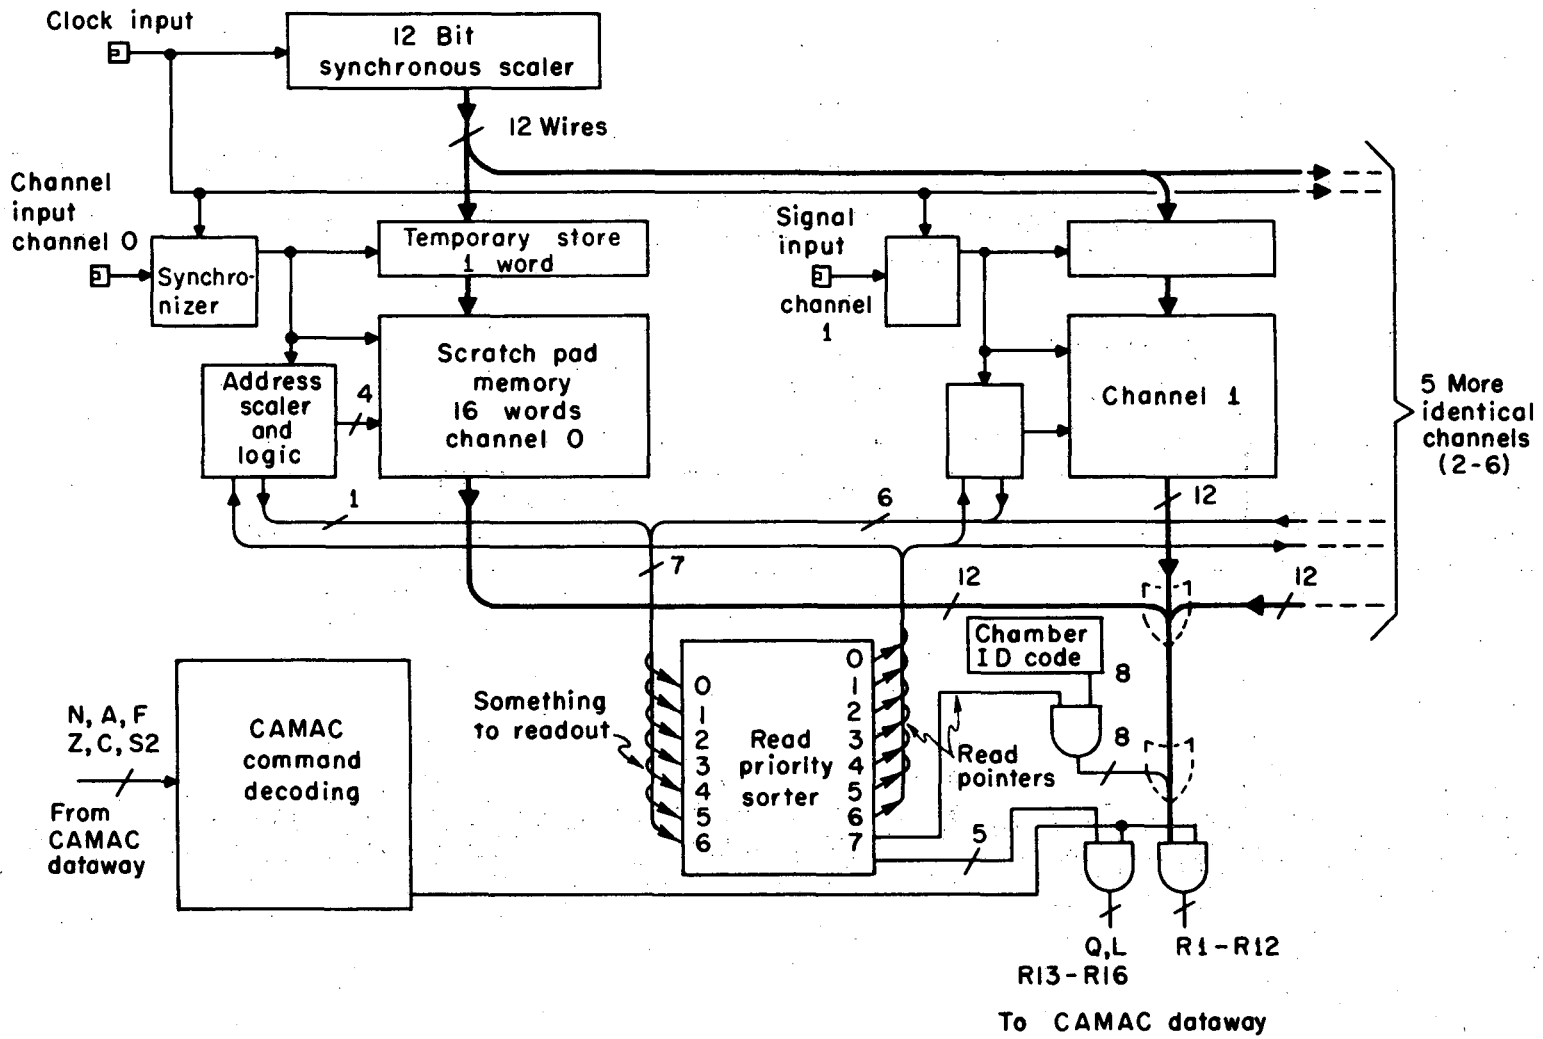 Clock input
12 Bit
synchronous scaler
12 Wires
Channel
input
channel 0
Synchro-
nizer
Temporary store
1 word
Signal
input
channel
1
Address
scaler
and
logic
4
Scratch pad
memory
16 words
channel 0
Channel 1
5 More
identical
channels
(2-6)
1
6
12
7
12
12
Chamber
ID code
8
N, A, F
Z, C, S2
From
CAMAC
dataway
CAMAC
command
decoding
Something
to readout
0
1
2
3
4
5
6
Read
priority
sorter
0
1
2
3
4
5
6
7
Read
pointers
8
5
Q,L
R13-R16
R1-R12
To CAMAC dataway